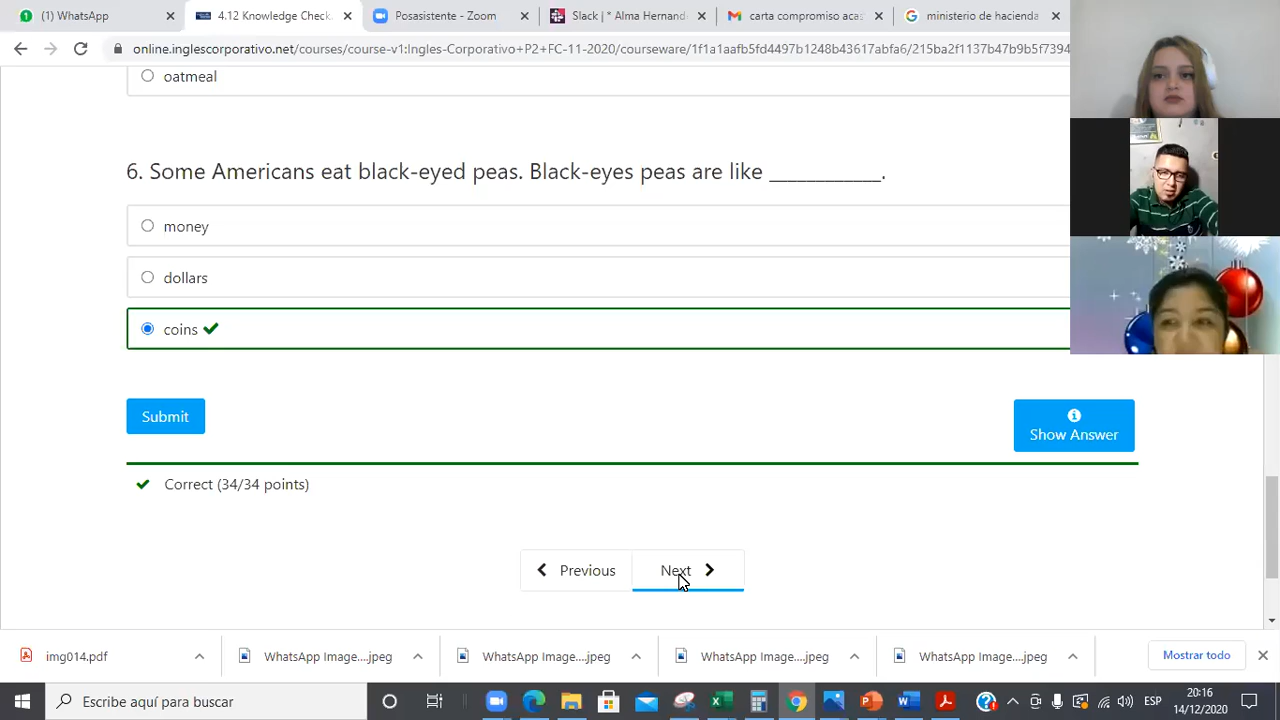 (1) WhatsApp
4.12 Knowledge Check
Posasistente - Zoom
Slack | * Alma Hernand
carta compromiso acas
ministerio de hacienda
online.inglescorporativo.net/courses/course-v1:Ingles-Corporativo+P2+FC-11-2020/courseware/1f1a1aafb5fd4497b1248b43617abfa6/215ba2f1137b47b9b5f7394
oatmeal
6. Some Americans eat black-eyed peas. Black-eyes peas are like ____________.
money
dollars
coins
Submit
Show Answer
Correct (34/34 points)
Previous
Next
img014.pdf
WhatsApp Image....jpeg
WhatsApp Image....jpeg
WhatsApp Image....jpeg
WhatsApp Image....jpeg
Mostrar todo
Escribe aquí para buscar
ESP
20:16
14/12/2020